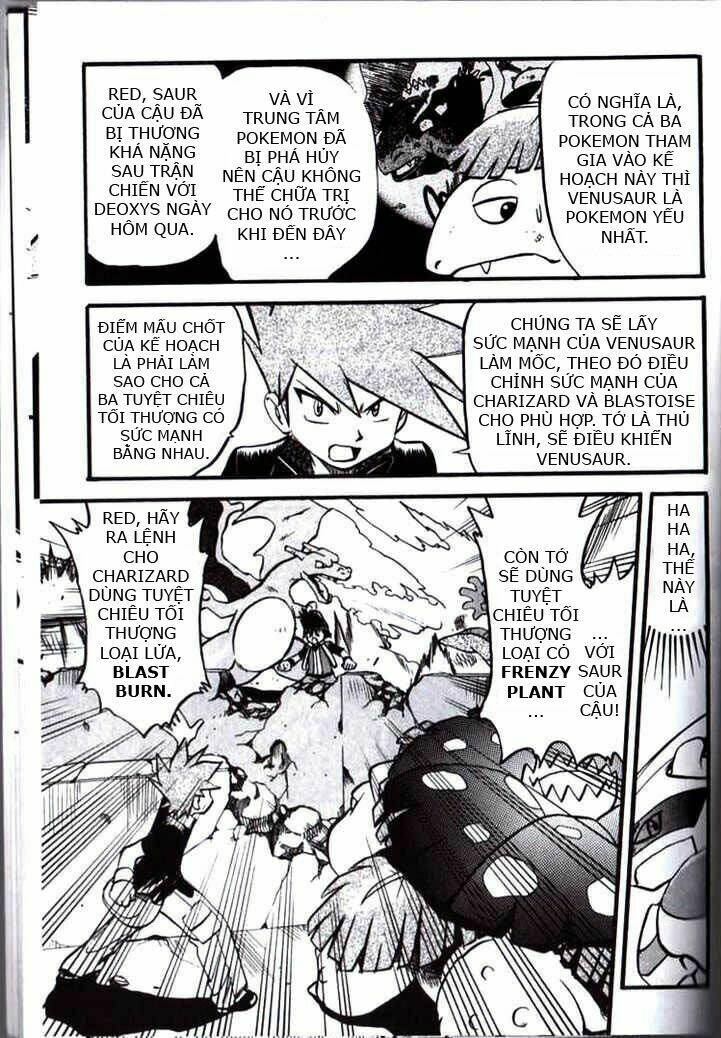 RED, SAUR
CỦA CẬU ĐÃ
BỊ THƯƠNG
KHÁ NẶNG
SAU TRẬN
CHIẾN VỚI
DEOXYS NGÀY
HÔM QUA.
VÀ VÌ
TRUNG TÂM
POKEMON ĐÃ
BỊ PHÁ HỦY
NÊN CẬU KHÔNG
THỂ CHỮA TRỊ
CHO NÓ TRƯỚC
KHI ĐẾN ĐÂY
...
CÓ NGHĨA LÀ,
TRONG CẢ BA
POKEMON THAM
GIA VÀO KẾ
HOẠCH NÀY THÌ
VENUSAUR LÀ
POKEMON YẾU
NHẤT.
ĐIỂM MẤU CHỐT
CỦA KẾ HOẠCH
LÀ PHẢI LÀM
SAO CHO CẢ
BA TUYỆT CHIÊU
TỐI THƯỢNG CÓ
SỨC MẠNH
BẰNG NHAU.
CHÚNG TA SẼ LẤY
SỨC MẠNH CỦA VENUSAUR
LÀM MỐC, THEO ĐÓ ĐIỀU
CHỈNH SỨC MẠNH CỦA
CHARIZARD VÀ BLASTOISE
CHO PHÙ HỢP. TỚ LÀ THỦ
LĨNH, SẼ ĐIỀU KHIỂN
VENUSAUR.
RED, HÃY
RA LỆNH
CHO
CHARIZARD
DÙNG TUYỆT
CHIÊU TỐI
THƯỢNG
LOẠI LỬA,
BLAST
BURN.
CÒN TỚ
SẼ DÙNG
TUYỆT
CHIÊU TỐI
THƯỢNG
LOẠI CỎ
FRENZY
PLANT
...
...
VỚI
SAUR
CỦA
CẬU!
HA
HA
HA,
THẾ
NÀY
LÀ
...